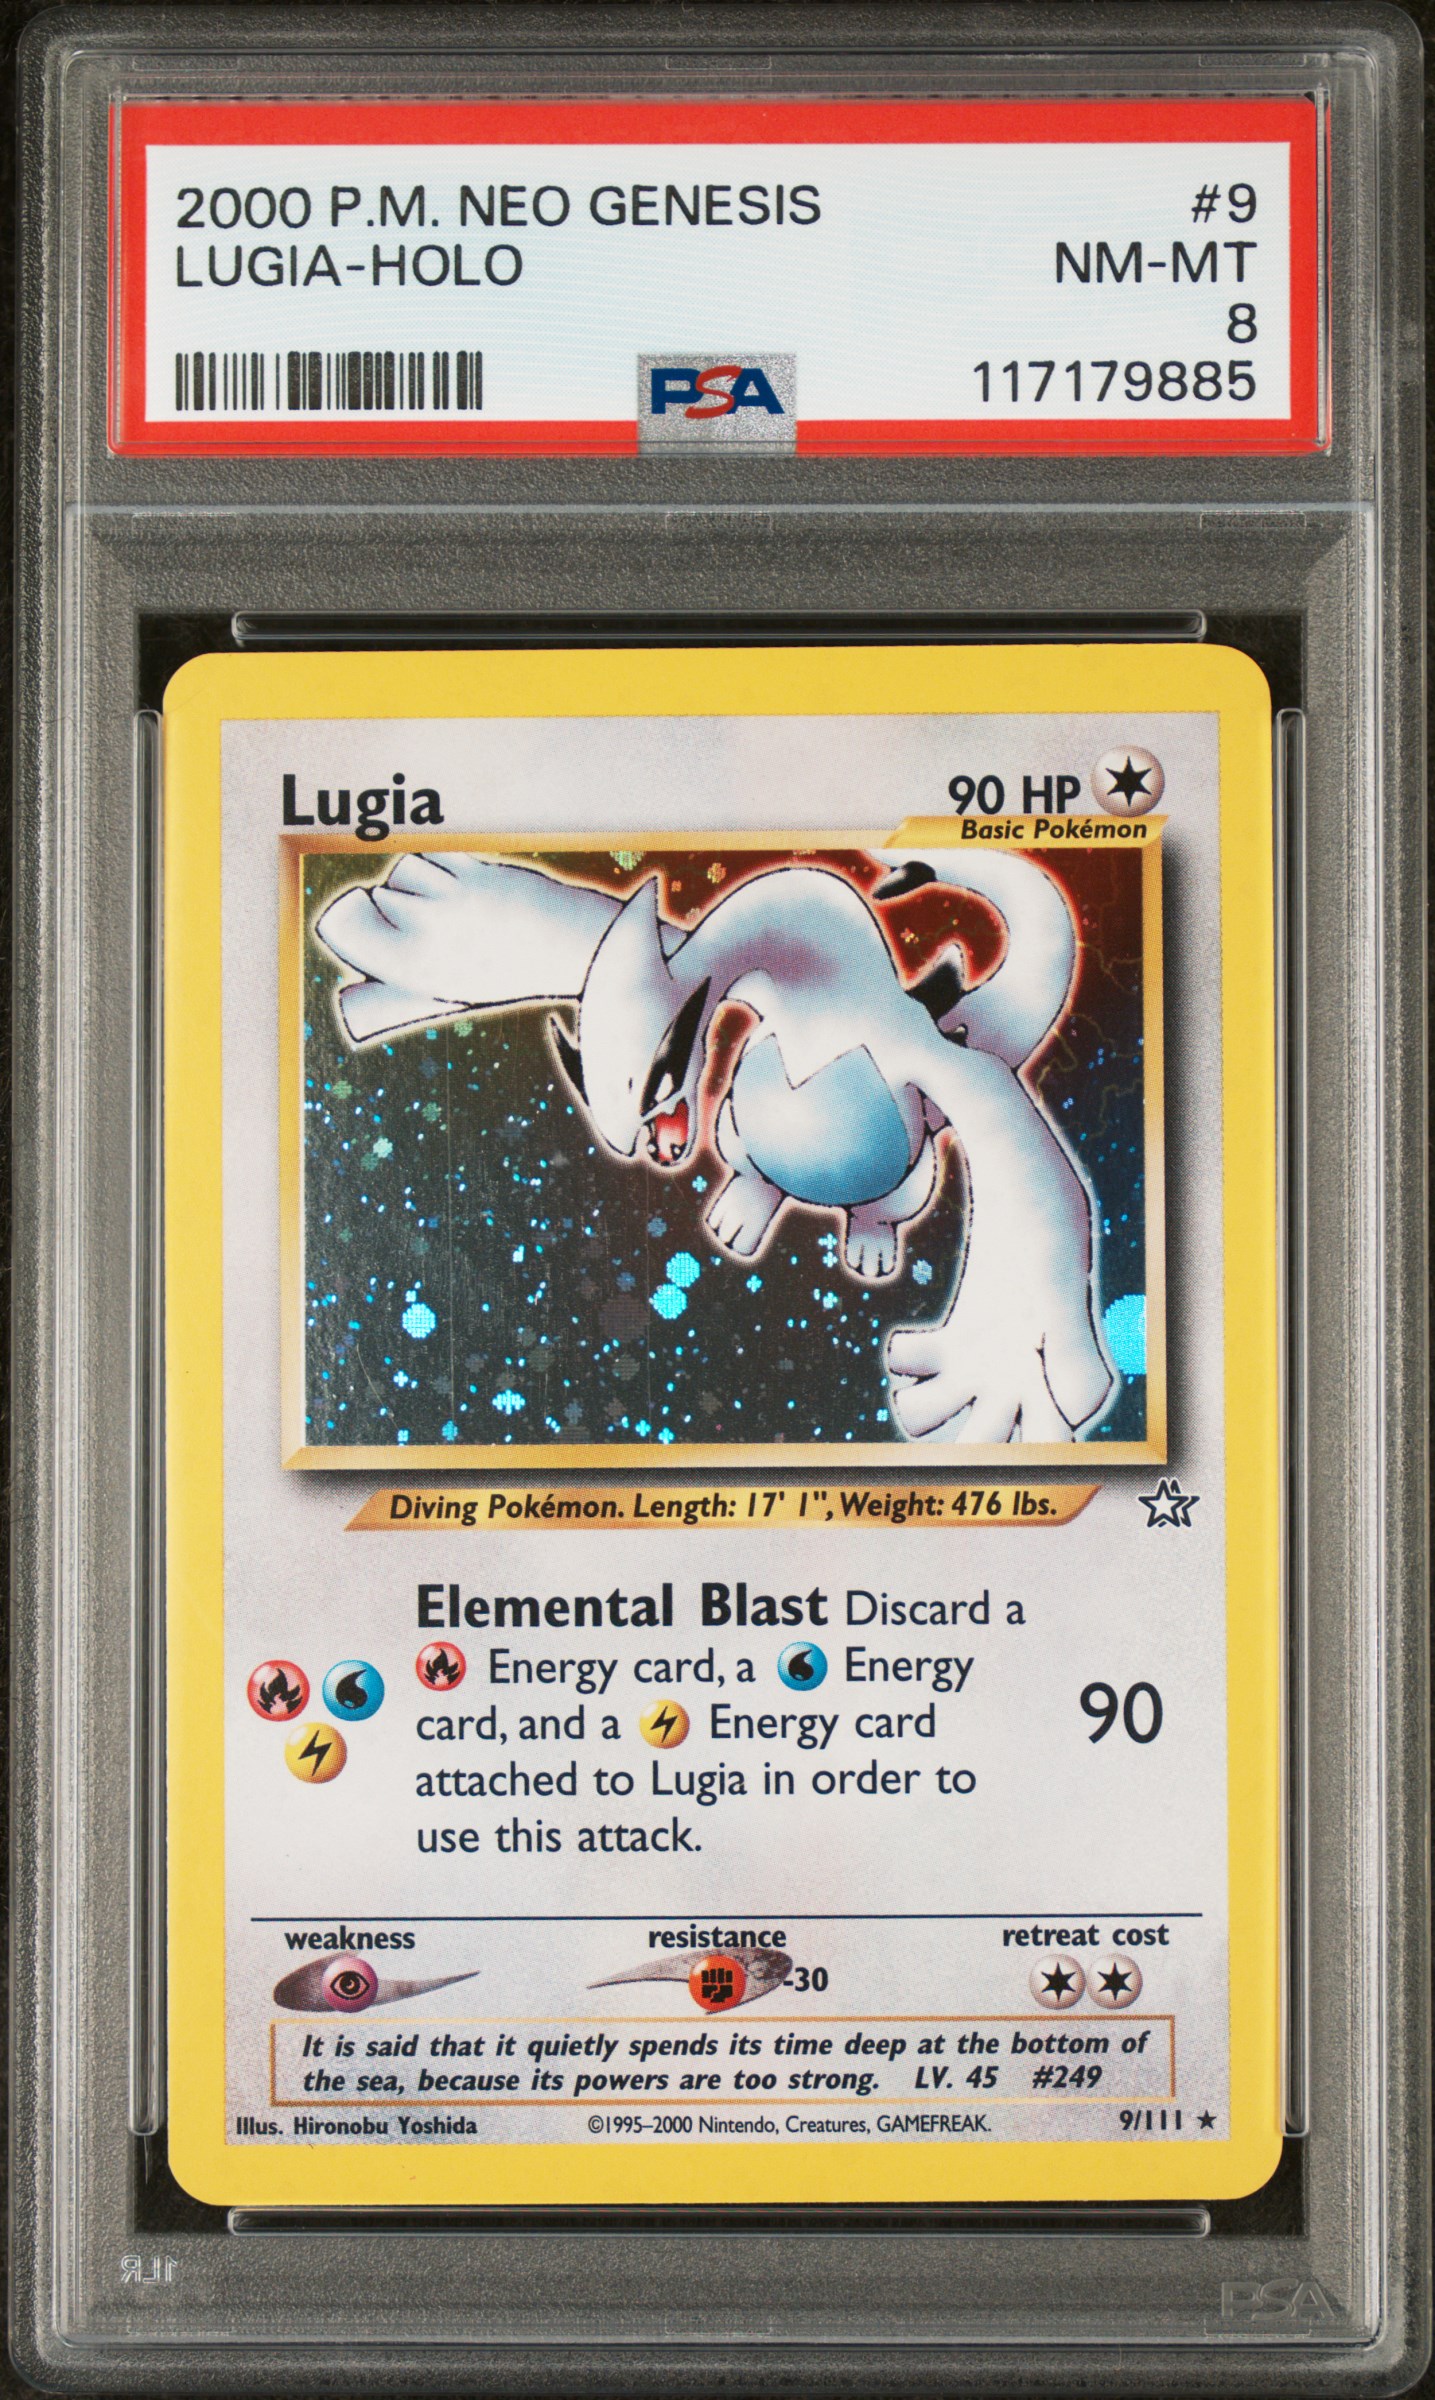 2000 P.M. NEO GENESIS #9
LUGIA-HOLO NM-MT
8
PSA 117179885
Lugia 90 HP
Basic Pokémon
Diving Pokémon. Length: 17' 1", Weight: 476 lbs.
Elemental Blast Discard a
Energy card, a Energy
card, and a Energy card
attached to Lugia in order to
use this attack.
90
weakness resistance retreat cost
-30
It is said that it quietly spends its time deep at the bottom of
the sea, because its powers are too strong. LV. 45 #249
Illus. Hironobu Yoshida ©1995–2000 Nintendo, Creatures, GAMEFREAK. 9/111 ★
1LR
PSA